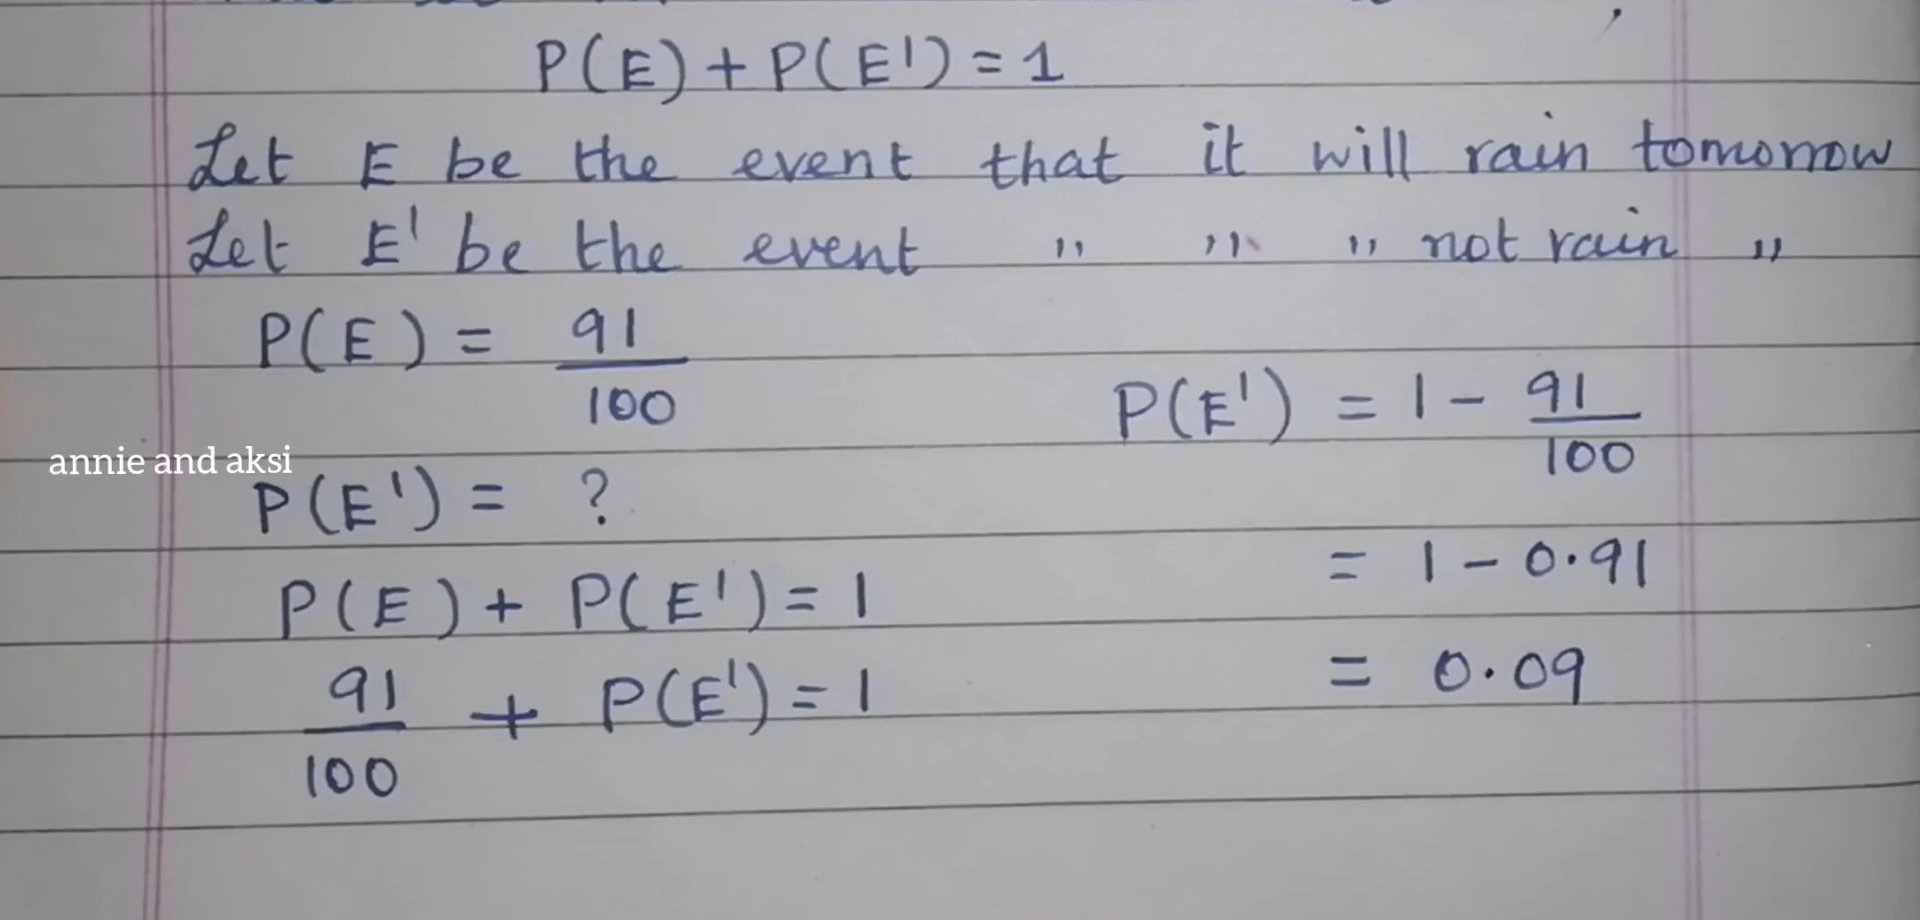 P(E) + P(E') = 1
Let E be the event that it will rain tomorrow
Let E' be the event " " " not rain "
P(E) = 91/100
annie and aksi
P(E') = ?
P(E) + P(E') = 1
91/100 + P(E') = 1
P(E') = 1 - 91/100
= 1 - 0.91
= 0.09